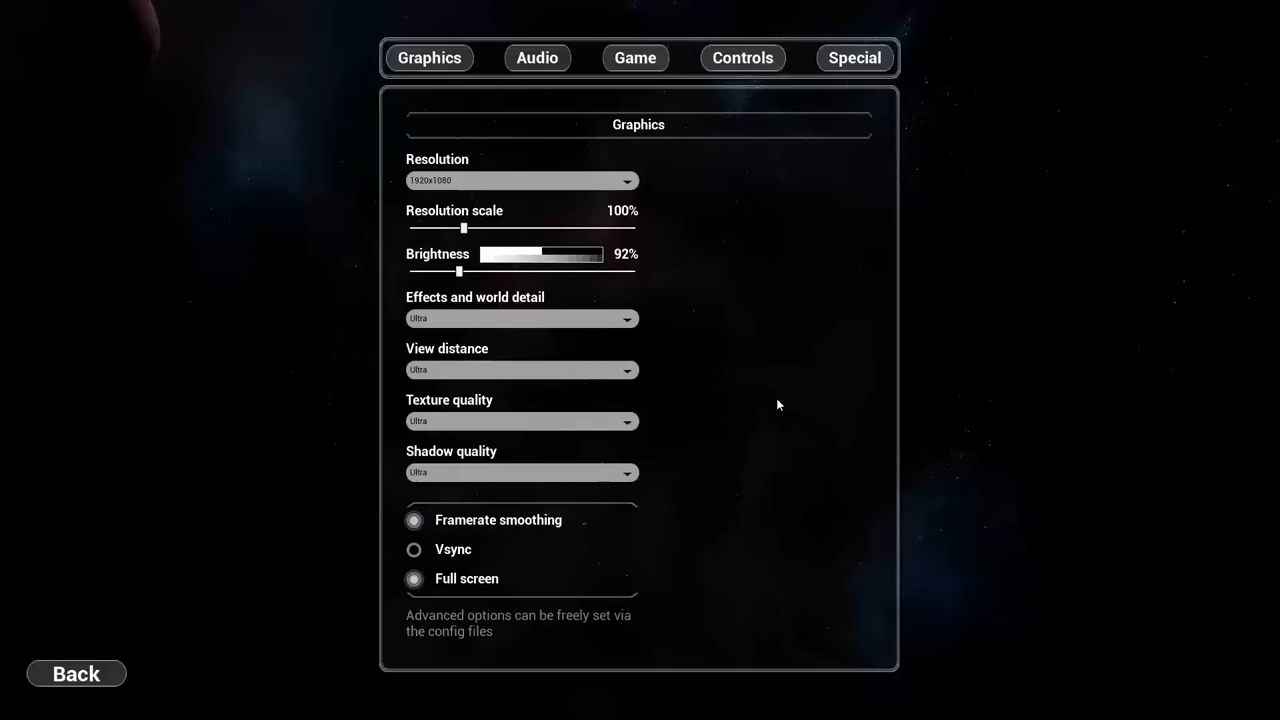 Graphics Audio Game Controls Special
Graphics
Resolution
1920x1080
Resolution scale 100%
Brightness 92%
Effects and world detail
Ultra
View distance
Ultra
Texture quality
Ultra
Shadow quality
Ultra
Framerate smoothing
Vsync
Full screen
Advanced options can be freely set via
the config files
Back